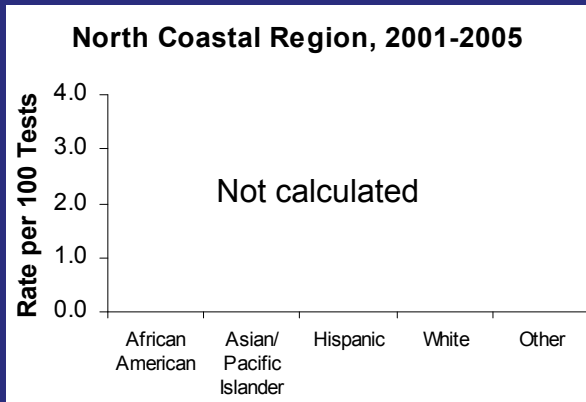 North Coastal Region, 2001-2005
Rate per 100 Tests
4.0
3.0
2.0
1.0
0.0
Not calculated
African
American
Asian/
Pacific
Islander
Hispanic
White
Other